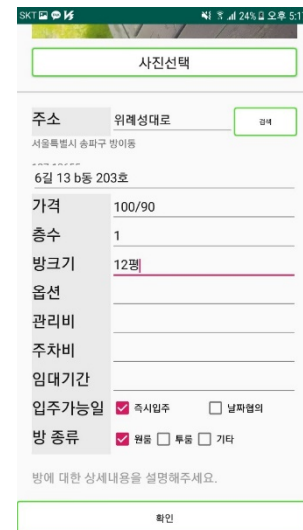 SKT 24% 오후 5:1
사진선택
주소 위례성대로 검색
서울특별시 송파구 방이동
6길 13 b동 203호
가격 100/90
층수 1
방크기 12평
옵션
관리비
주차비
임대기간
입주가능일 즉시입주 날짜협의
방 종류 원룸 투룸 기타
방에 대한 상세내용을 설명해주세요.
확인